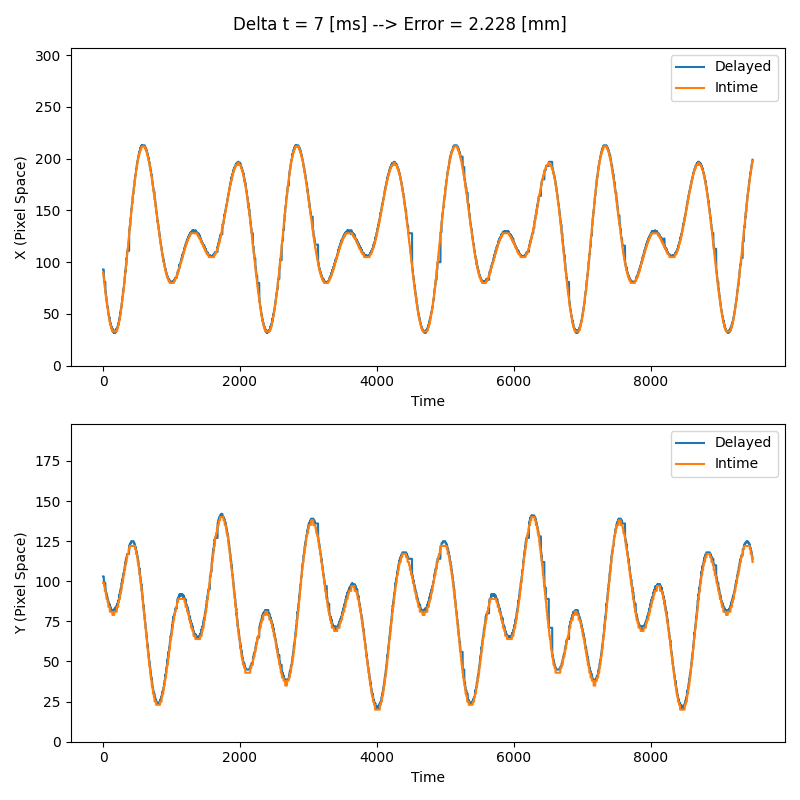 Delta t = 7 [ms] --> Error = 2.228 [mm]
300
250
200
150
100
50
0
X (Pixel Space)
Delayed
Intime
0 2000 4000 6000 8000
Time
175
150
125
100
75
50
25
0
Y (Pixel Space)
Delayed
Intime
0 2000 4000 6000 8000
Time